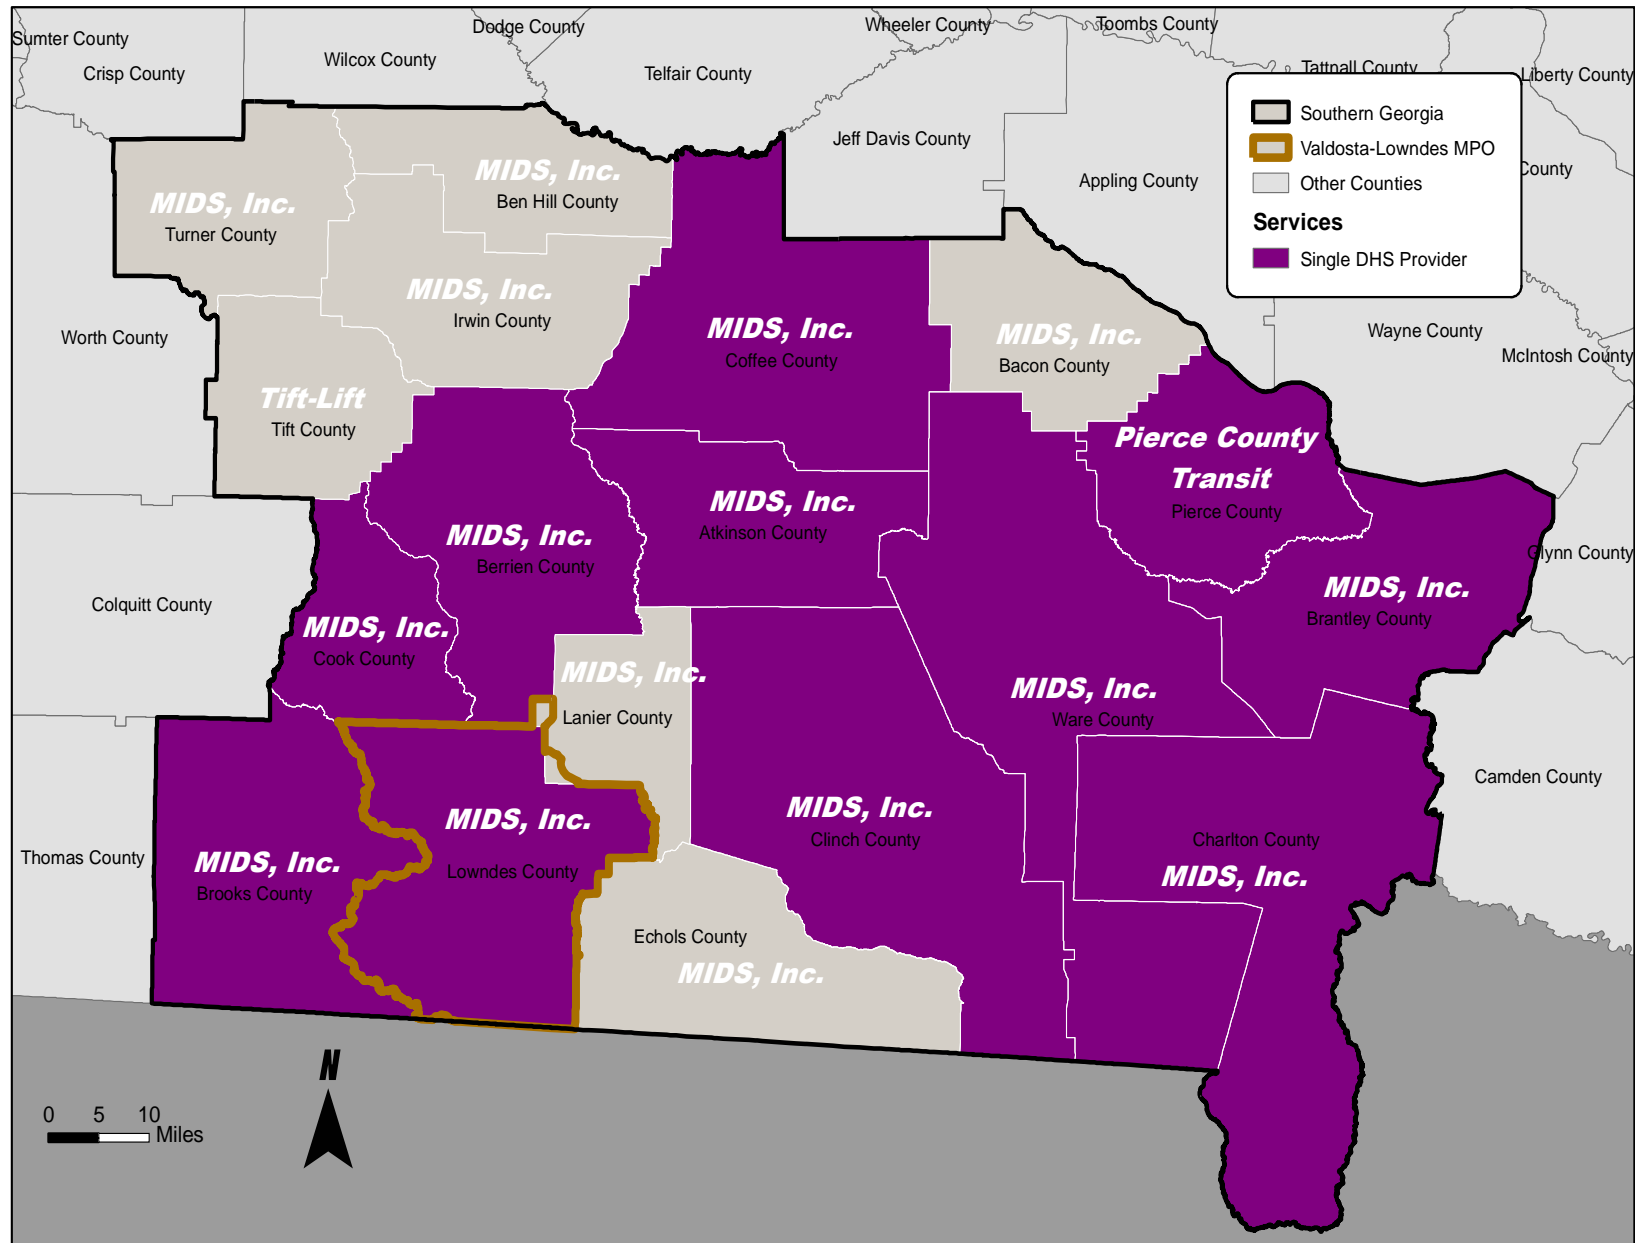 Sumter County
Crisp County
Wilcox County
Dodge County
Telfair County
Wheeler County
Toombs County
Tattnall County
Liberty County
Jeff Davis County
Appling County
County
Southern Georgia
Valdosta-Lowndes MPO
Other Counties
Services
Single DHS Provider
MIDS, Inc.
Turner County
MIDS, Inc.
Ben Hill County
MIDS, Inc.
Irwin County
Worth County
MIDS, Inc.
Coffee County
MIDS, Inc.
Bacon County
Wayne County
McIntosh County
Tift-Lift
Tift County
Pierce County
Transit
Pierce County
MIDS, Inc.
Atkinson County
MIDS, Inc.
Berrien County
Glynn County
Colquitt County
MIDS, Inc.
Brantley County
MIDS, Inc.
Cook County
MIDS, Inc.
Lanier County
MIDS, Inc.
Ware County
Camden County
MIDS, Inc.
Clinch County
MIDS, Inc.
Lowndes County
Charlton County
MIDS, Inc.
Thomas County
MIDS, Inc.
Brooks County
Echols County
MIDS, Inc.
N
0 5 10
Miles